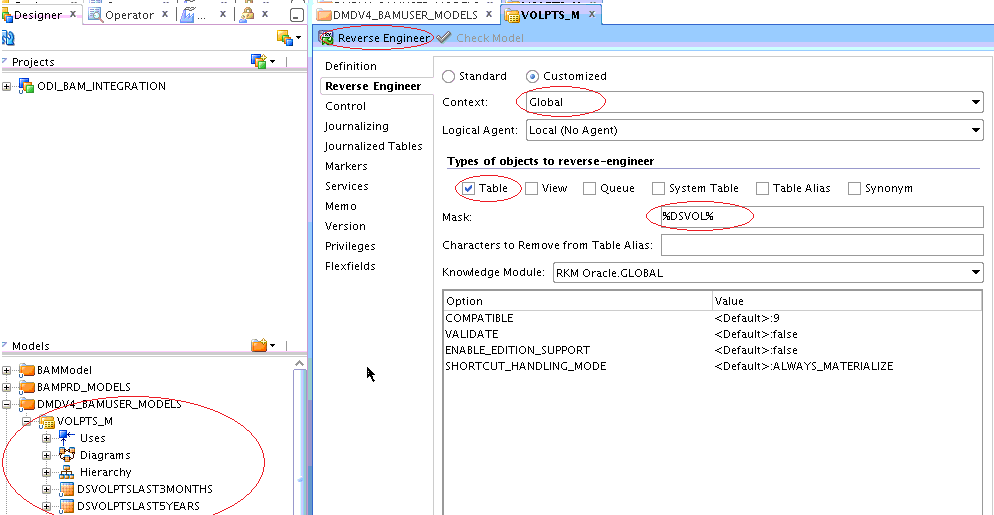 Designer x Operator x ... x
Projects
ODI_BAM_INTEGRATION
Models
BAMModel
BAMPRD_MODELS
DMDV4_BAMUSER_MODELS
VOLPTS_M
Uses
Diagrams
Hierarchy
DSVOLPTSLAST3MONTHS
DSVOLPTSLAST5YEARS
DMDV4_BAMUSER_MODELS x VOLPTS_M x
Reverse Engineer Check Model
Definition
Reverse Engineer
Control
Journalizing
Journalized Tables
Markers
Services
Memo
Version
Privileges
Flexfields
Standard Customized
Context: Global
Logical Agent: Local (No Agent)
Types of objects to reverse-engineer
Table View Queue System Table Table Alias Synonym
Mask: %DSVOL%
Characters to Remove from Table Alias:
Knowledge Module: RKM Oracle.GLOBAL
Option Value
COMPATIBLE <Default>:9
VALIDATE <Default>:false
ENABLE_EDITION_SUPPORT <Default>:false
SHORTCUT_HANDLING_MODE <Default>:ALWAYS_MATERIALIZE